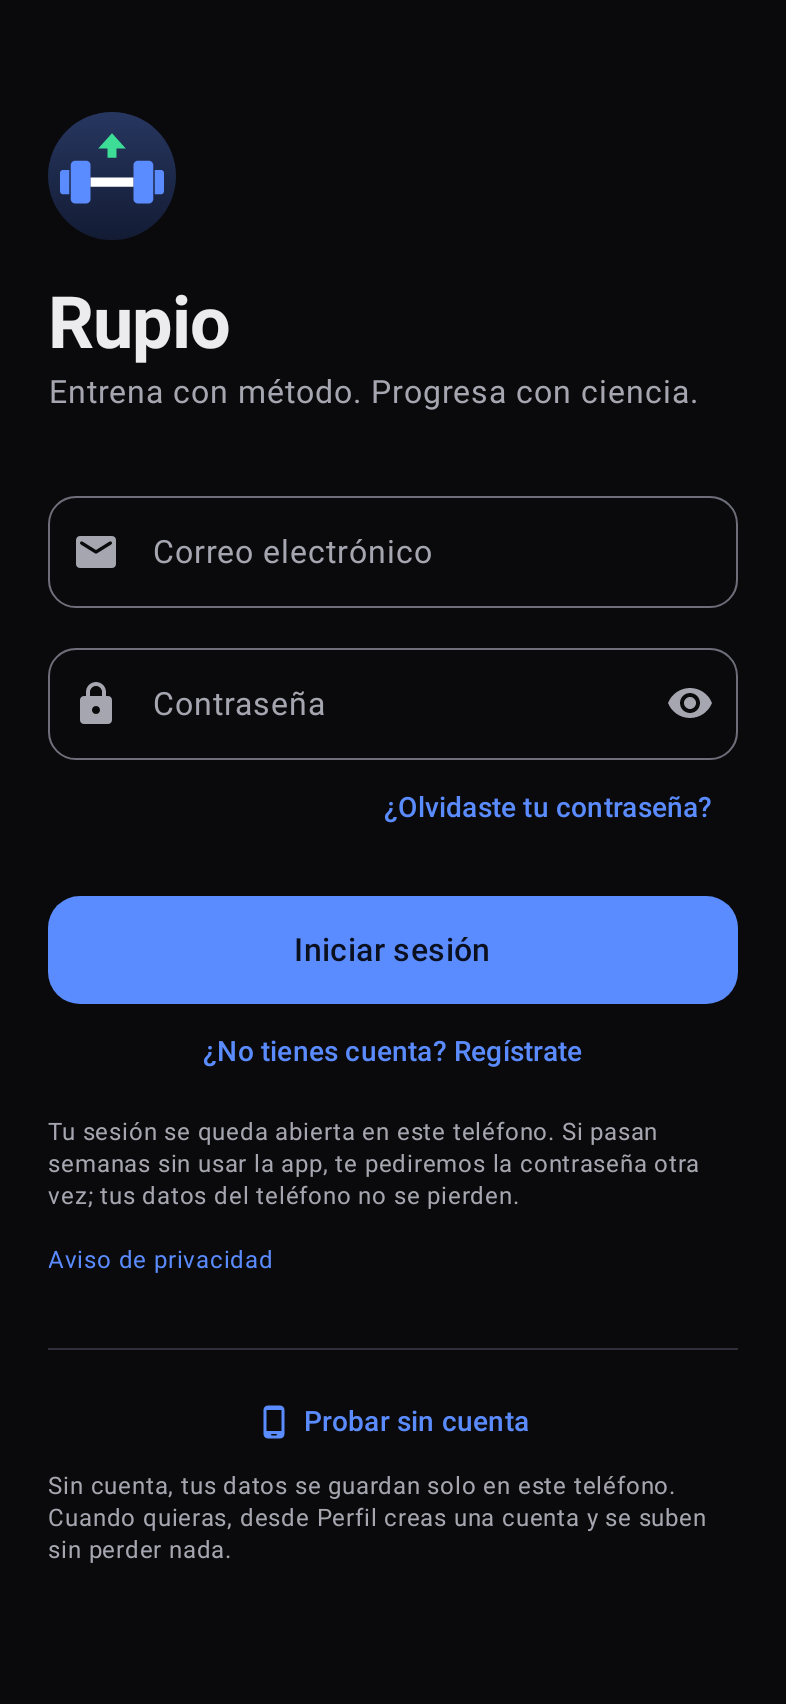 Rupio
Entrena con método. Progresa con ciencia.
Correo electrónico
Contraseña
¿Olvidaste tu contraseña?
Iniciar sesión
¿No tienes cuenta? Regístrate
Tu sesión se queda abierta en este teléfono. Si pasan
semanas sin usar la app, te pediremos la contraseña otra
vez; tus datos del teléfono no se pierden.
Aviso de privacidad
Probar sin cuenta
Sin cuenta, tus datos se guardan solo en este teléfono.
Cuando quieras, desde Perfil creas una cuenta y se suben
sin perder nada.